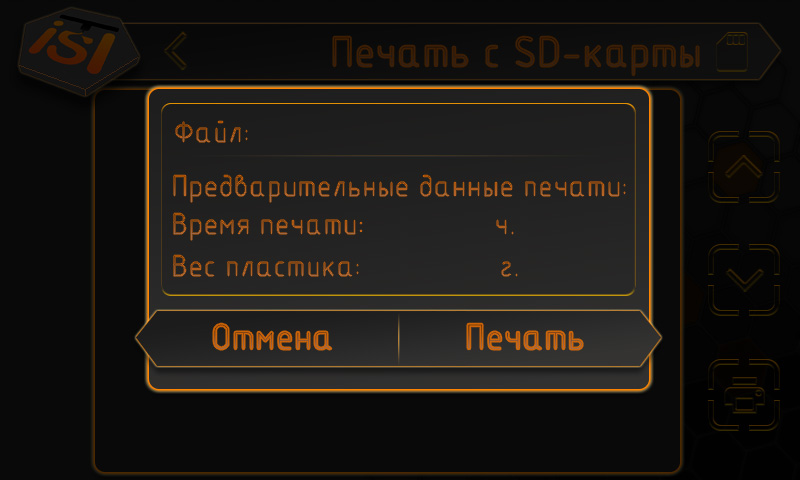 iSI
Печать с SD-карты
Файл:
Предварительные данные печати:
Время печати: ч.
Вес пластика: г.
Отмена Печать